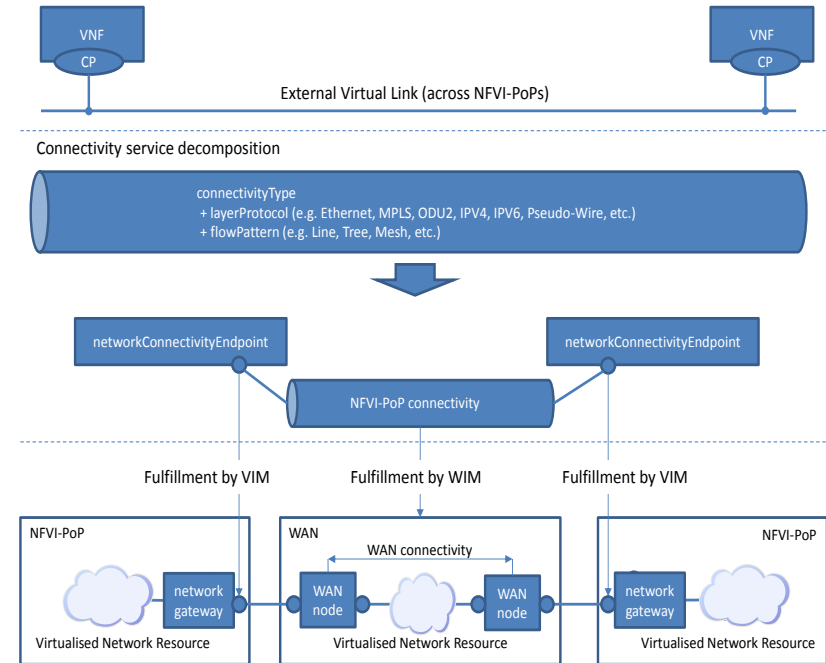 VNF
CP
VNF
CP
External Virtual Link (across NFVI-PoPs)
Connectivity service decomposition
connectivityType
+ layerProtocol (e.g. Ethernet, MPLS, ODU2, IPV4, IPV6, Pseudo-Wire, etc.)
+ flowPattern (e.g. Line, Tree, Mesh, etc.)
networkConnectivityEndpoint
networkConnectivityEndpoint
NFVI-PoP connectivity
Fulfillment by VIM
Fulfillment by WIM
Fulfillment by VIM
NFVI-PoP
network
gateway
Virtualised Network Resource
WAN
WAN connectivity
WAN
node
WAN
node
Virtualised Network Resource
NFVI-PoP
network
gateway
Virtualised Network Resource